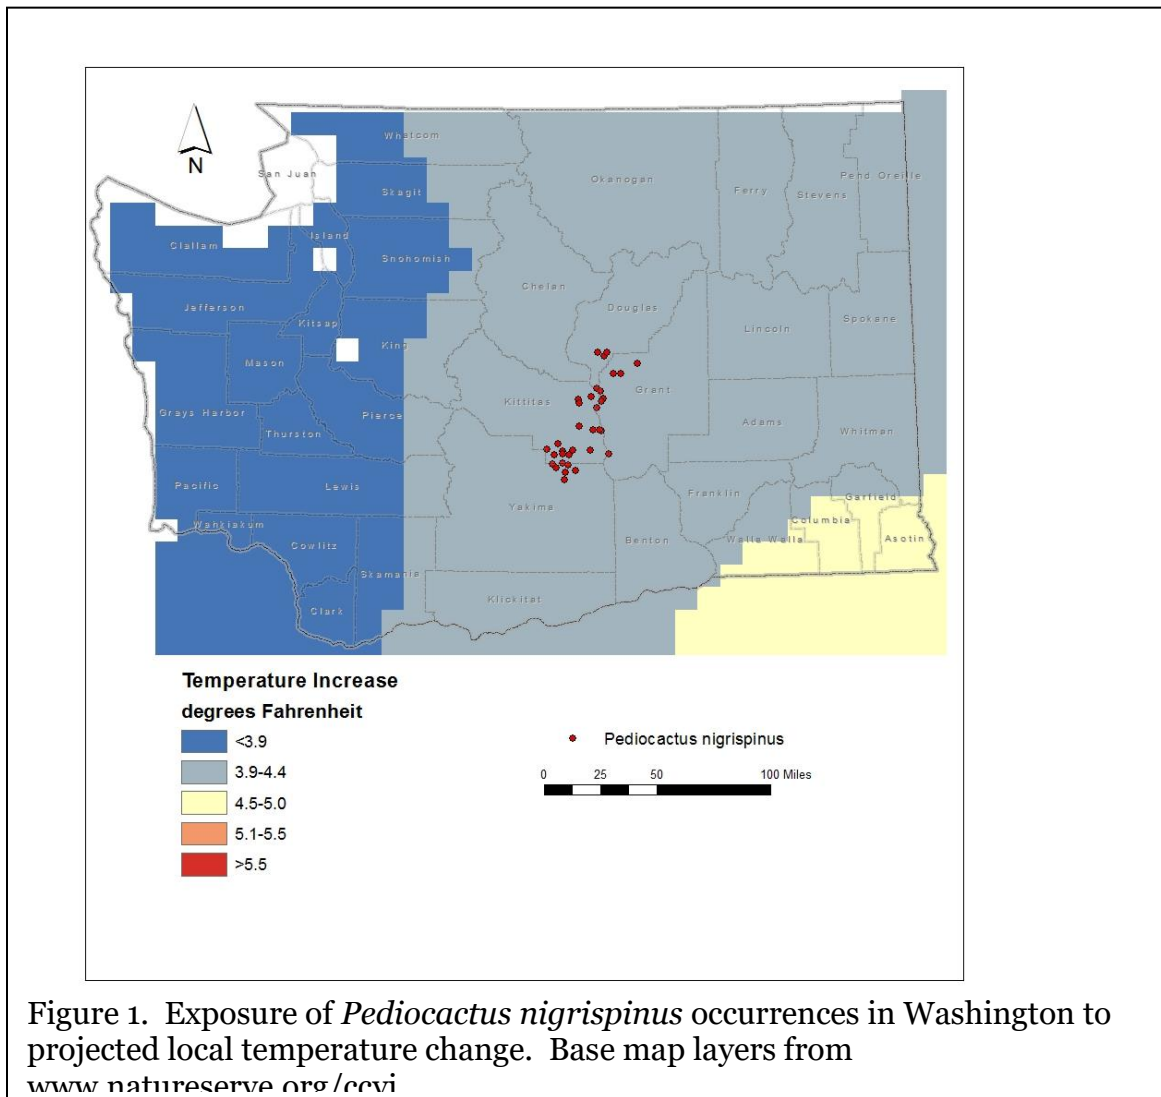 N
Whatcom
San Juan
Okanogan
Ferry
Pend Oreille
Stevens
Skagit
Island
Clallam
Snohomish
Chelan
Jefferson
Douglas
Spokane
Kitsap
Lincoln
King
Mason
Grant
Kittitas
Grays Harbor
Pierce
Adams
Whitman
Thurston
Pacific
Lewis
Franklin
Garfield
Yakima
Columbia
Wahkiakum
Asotin
Walla Walla
Benton
Cowlitz
Skamania
Klickitat
Clark
Temperature Increase
degrees Fahrenheit
<3.9
3.9-4.4
4.5-5.0
5.1-5.5
>5.5
Pediocactus nigrispinus
0 25 50 100 Miles
Figure 1. Exposure of Pediocactus nigrispinus occurrences in Washington to
projected local temperature change. Base map layers from
www.natureserve.org/ccvi